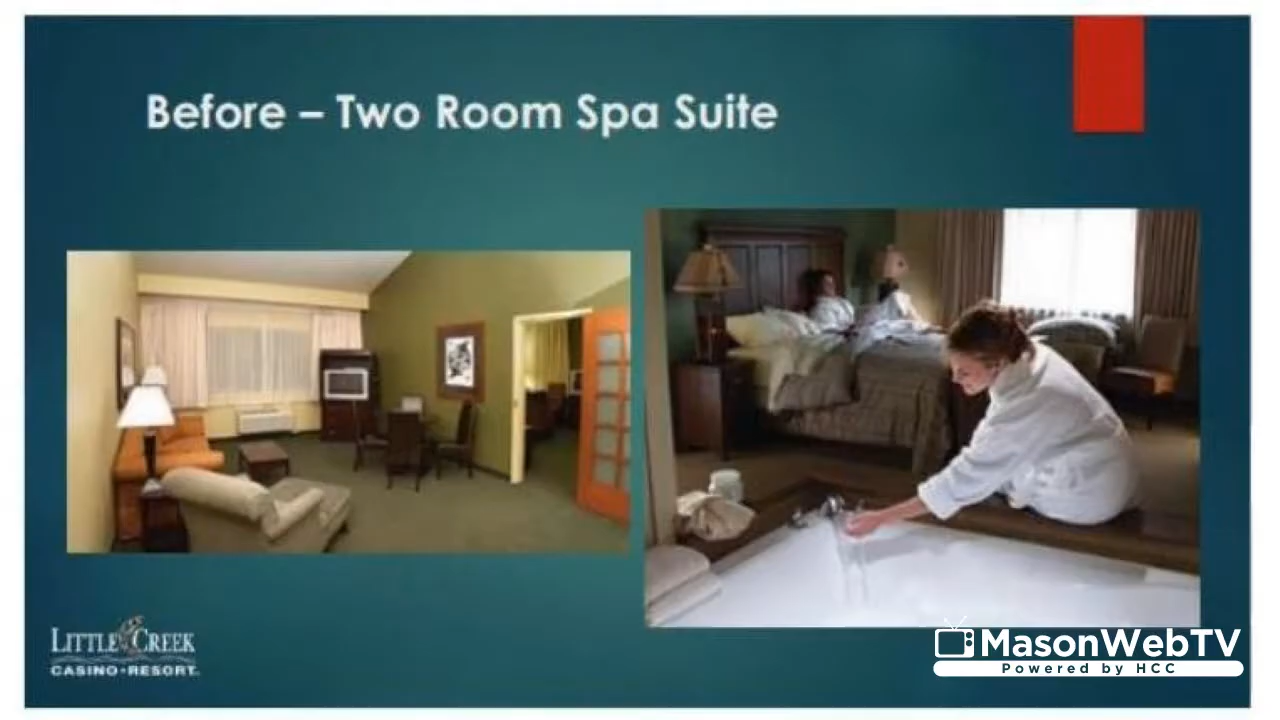 Before – Two Room Spa Suite
LITTLE CREEK
CASINO•RESORT.
MasonWebTV
Powered by HCC